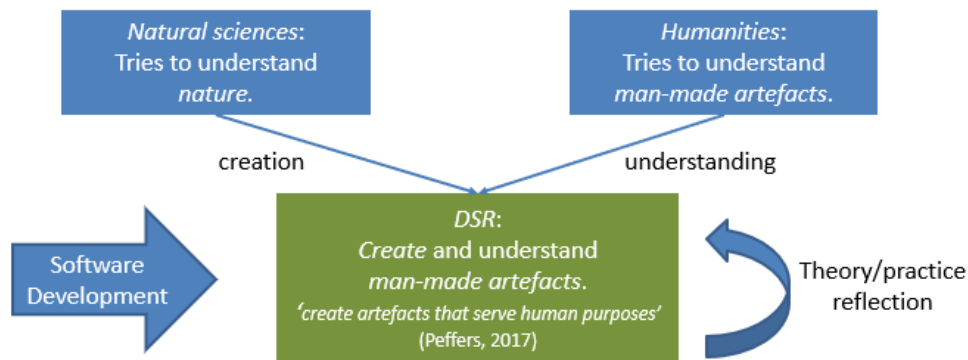 Natural sciences:
Tries to understand
nature.
Humanities:
Tries to understand
man-made artefacts.
creation
understanding
Software
Development
DSR:
Create and understand
man-made artefacts.
‘create artefacts that serve human purposes’
(Peffers, 2017)
Theory/practice
reflection